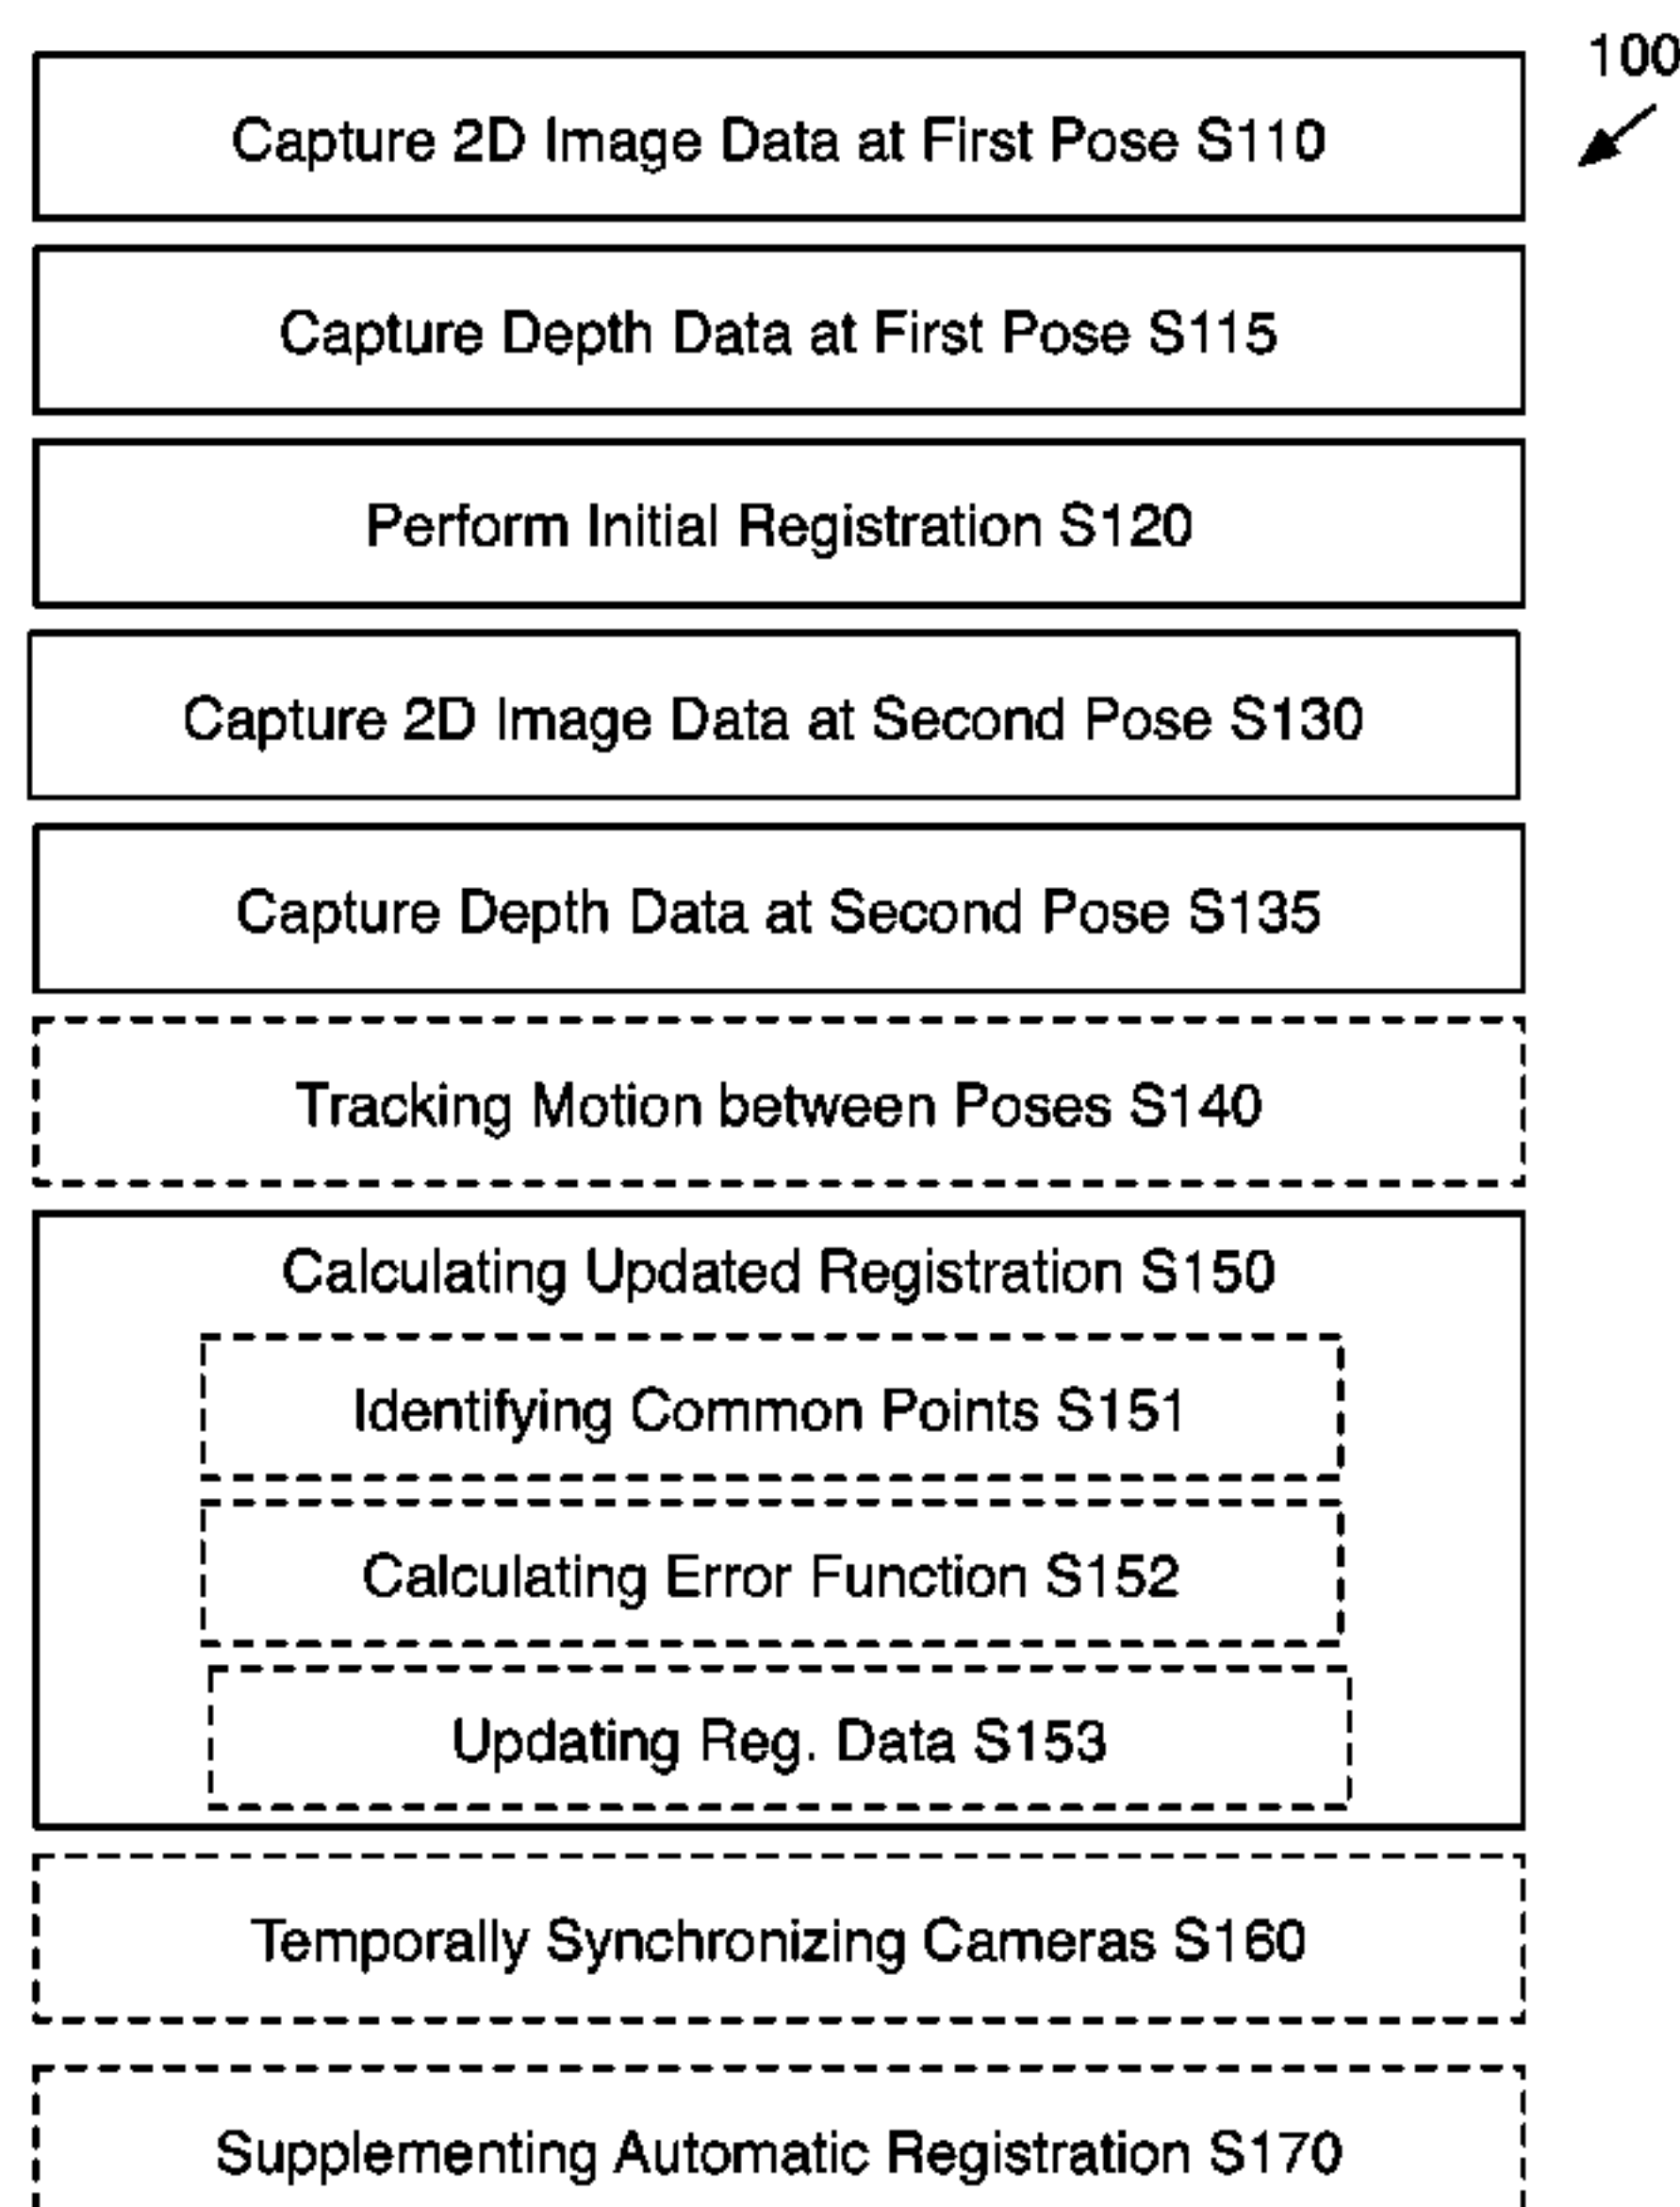 100
Capture 2D Image Data at First Pose S110
Capture Depth Data at First Pose S115
Perform Initial Registration S120
Capture 2D Image Data at Second Pose S130
Capture Depth Data at Second Pose S135
Tracking Motion between Poses S140
Calculating Updated Registration S150
Identifying Common Points S151
Calculating Error Function S152
Updating Reg. Data S153
Temporally Synchronizing Cameras S160
Supplementing Automatic Registration S170